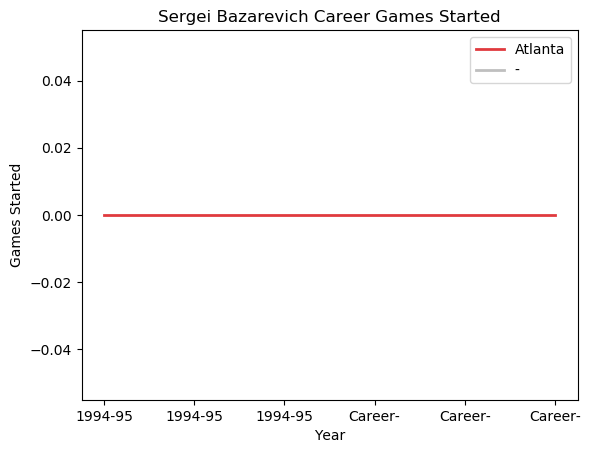 Sergei Bazarevich Career Games Started
Atlanta
-
0.04
0.02
0.00
−0.02
−0.04
Games Started
1994-95 1994-95 1994-95 Career- Career- Career-
Year